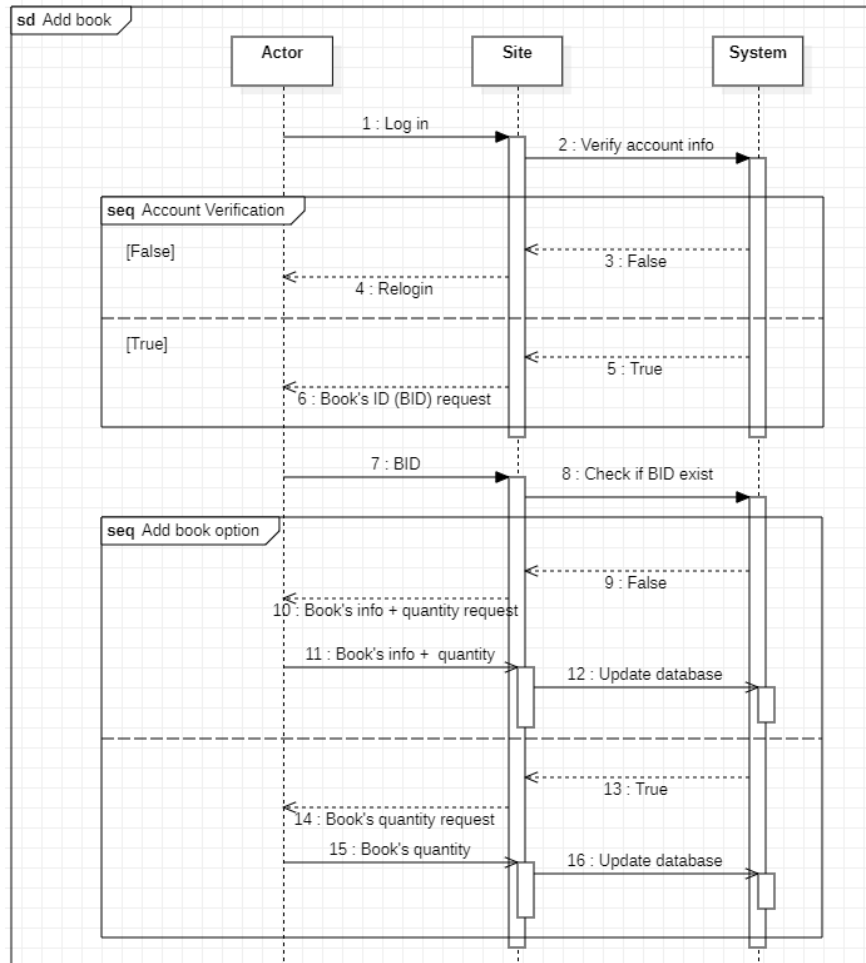 sd Add book
Actor
Site
System
1 : Log in
2 : Verify account info
seq Account Verification
[False]
3 : False
4 : Relogin
[True]
5 : True
6 : Book's ID (BID) request
7 : BID
8 : Check if BID exist
seq Add book option
9 : False
10 : Book's info + quantity request
11 : Book's info + quantity
12 : Update database
13 : True
14 : Book's quantity request
15 : Book's quantity
16 : Update database